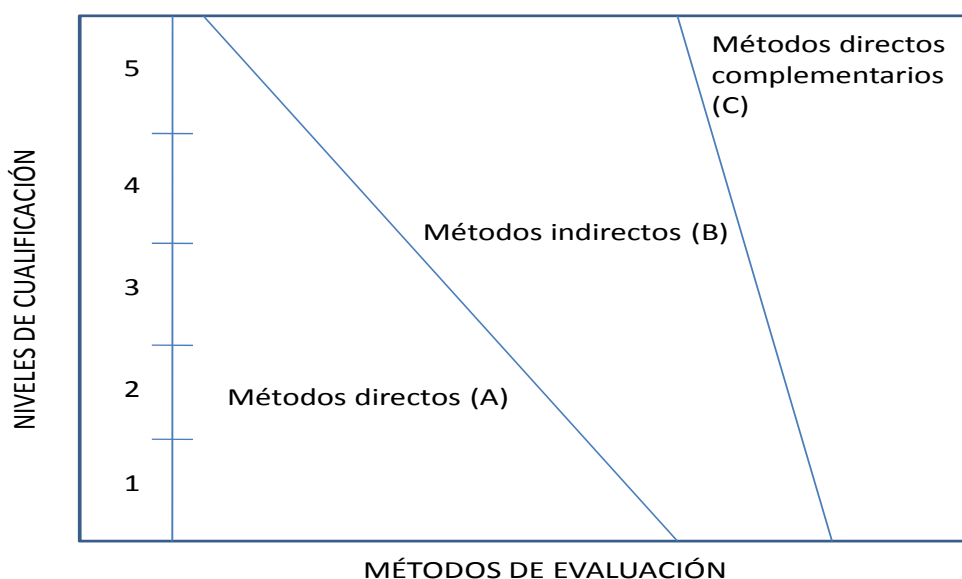 Métodos directos
complementarios
(C)
5
4
Métodos indirectos (B)
3
2
Métodos directos (A)
1
NIVELES DE CUALIFICACIÓN
MÉTODOS DE EVALUACIÓN